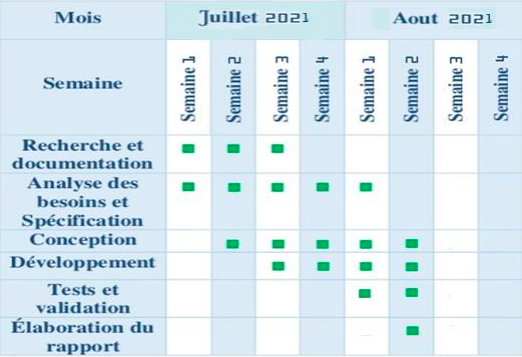 Mois Juillet 2021 Aout 2021
Semaine Semaine 1 Semaine 2 Semaine 3 Semaine 4 Semaine 1 Semaine 2 Semaine 3 Semaine 4
Recherche et
documentation
Analyse des
besoins et
Spécification
Conception
Développement
Tests et
validation
Élaboration du
rapport